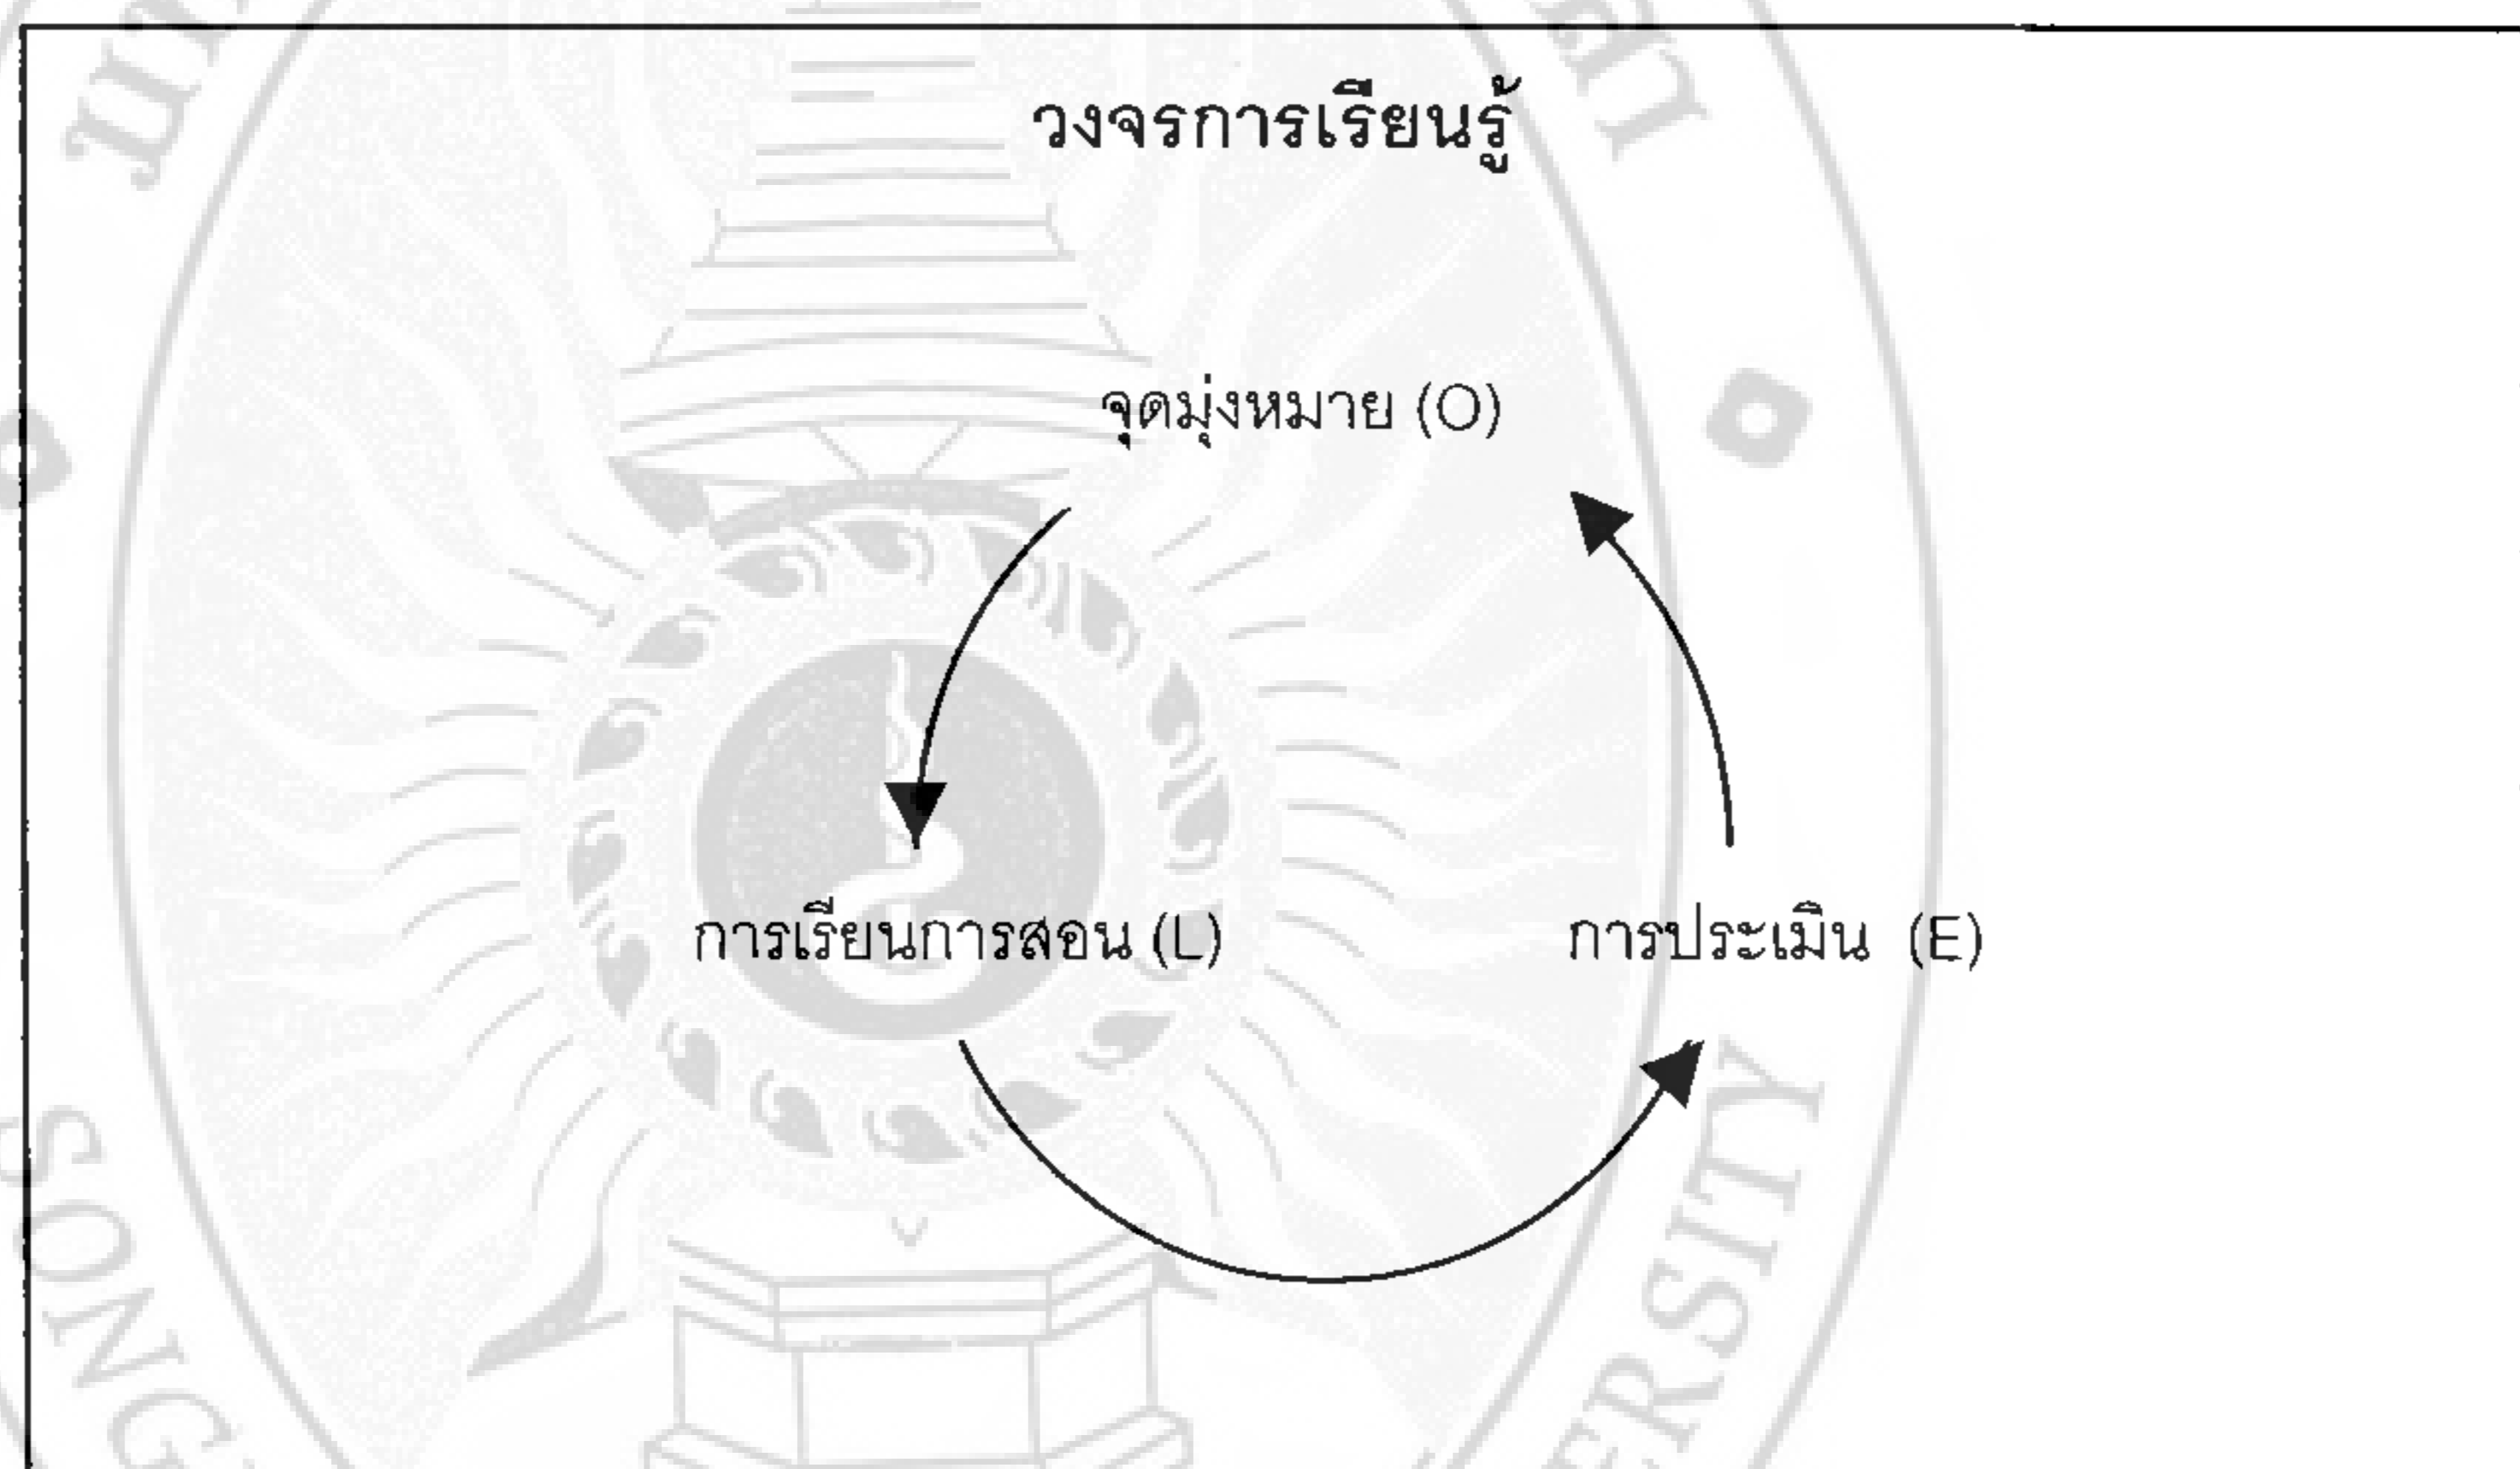 วงจรการเรียนรู้
จุดมุ่งหมาย (O)
การเรียนการสอน (L) การประเมิน (E)